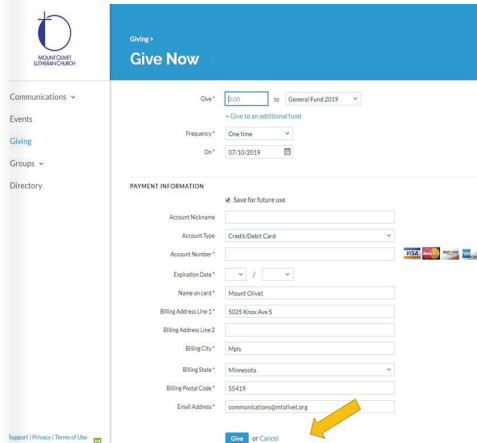 MOUNT OLIVET
LUTHERAN CHURCH
Communications
Events
Giving
Groups
Directory
Support | Privacy | Terms of Use
Giving >
Give Now
Give * 0.00 to General Fund 2019
+ Give to an additional fund
Frequency * One time
On * 07/10/2019
PAYMENT INFORMATION
Save for future use
Account Nickname
Account Type Credit/Debit Card
Account Number * VISA
Expiration Date * /
Name on card * Mount Olivet
Billing Address Line 1 * 5025 Knox Ave S
Billing Address Line 2
Billing City * Mpls
Billing State * Minnesota
Billing Postal Code * 55419
Email Address * communications@mtolivet.org
Give or Cancel